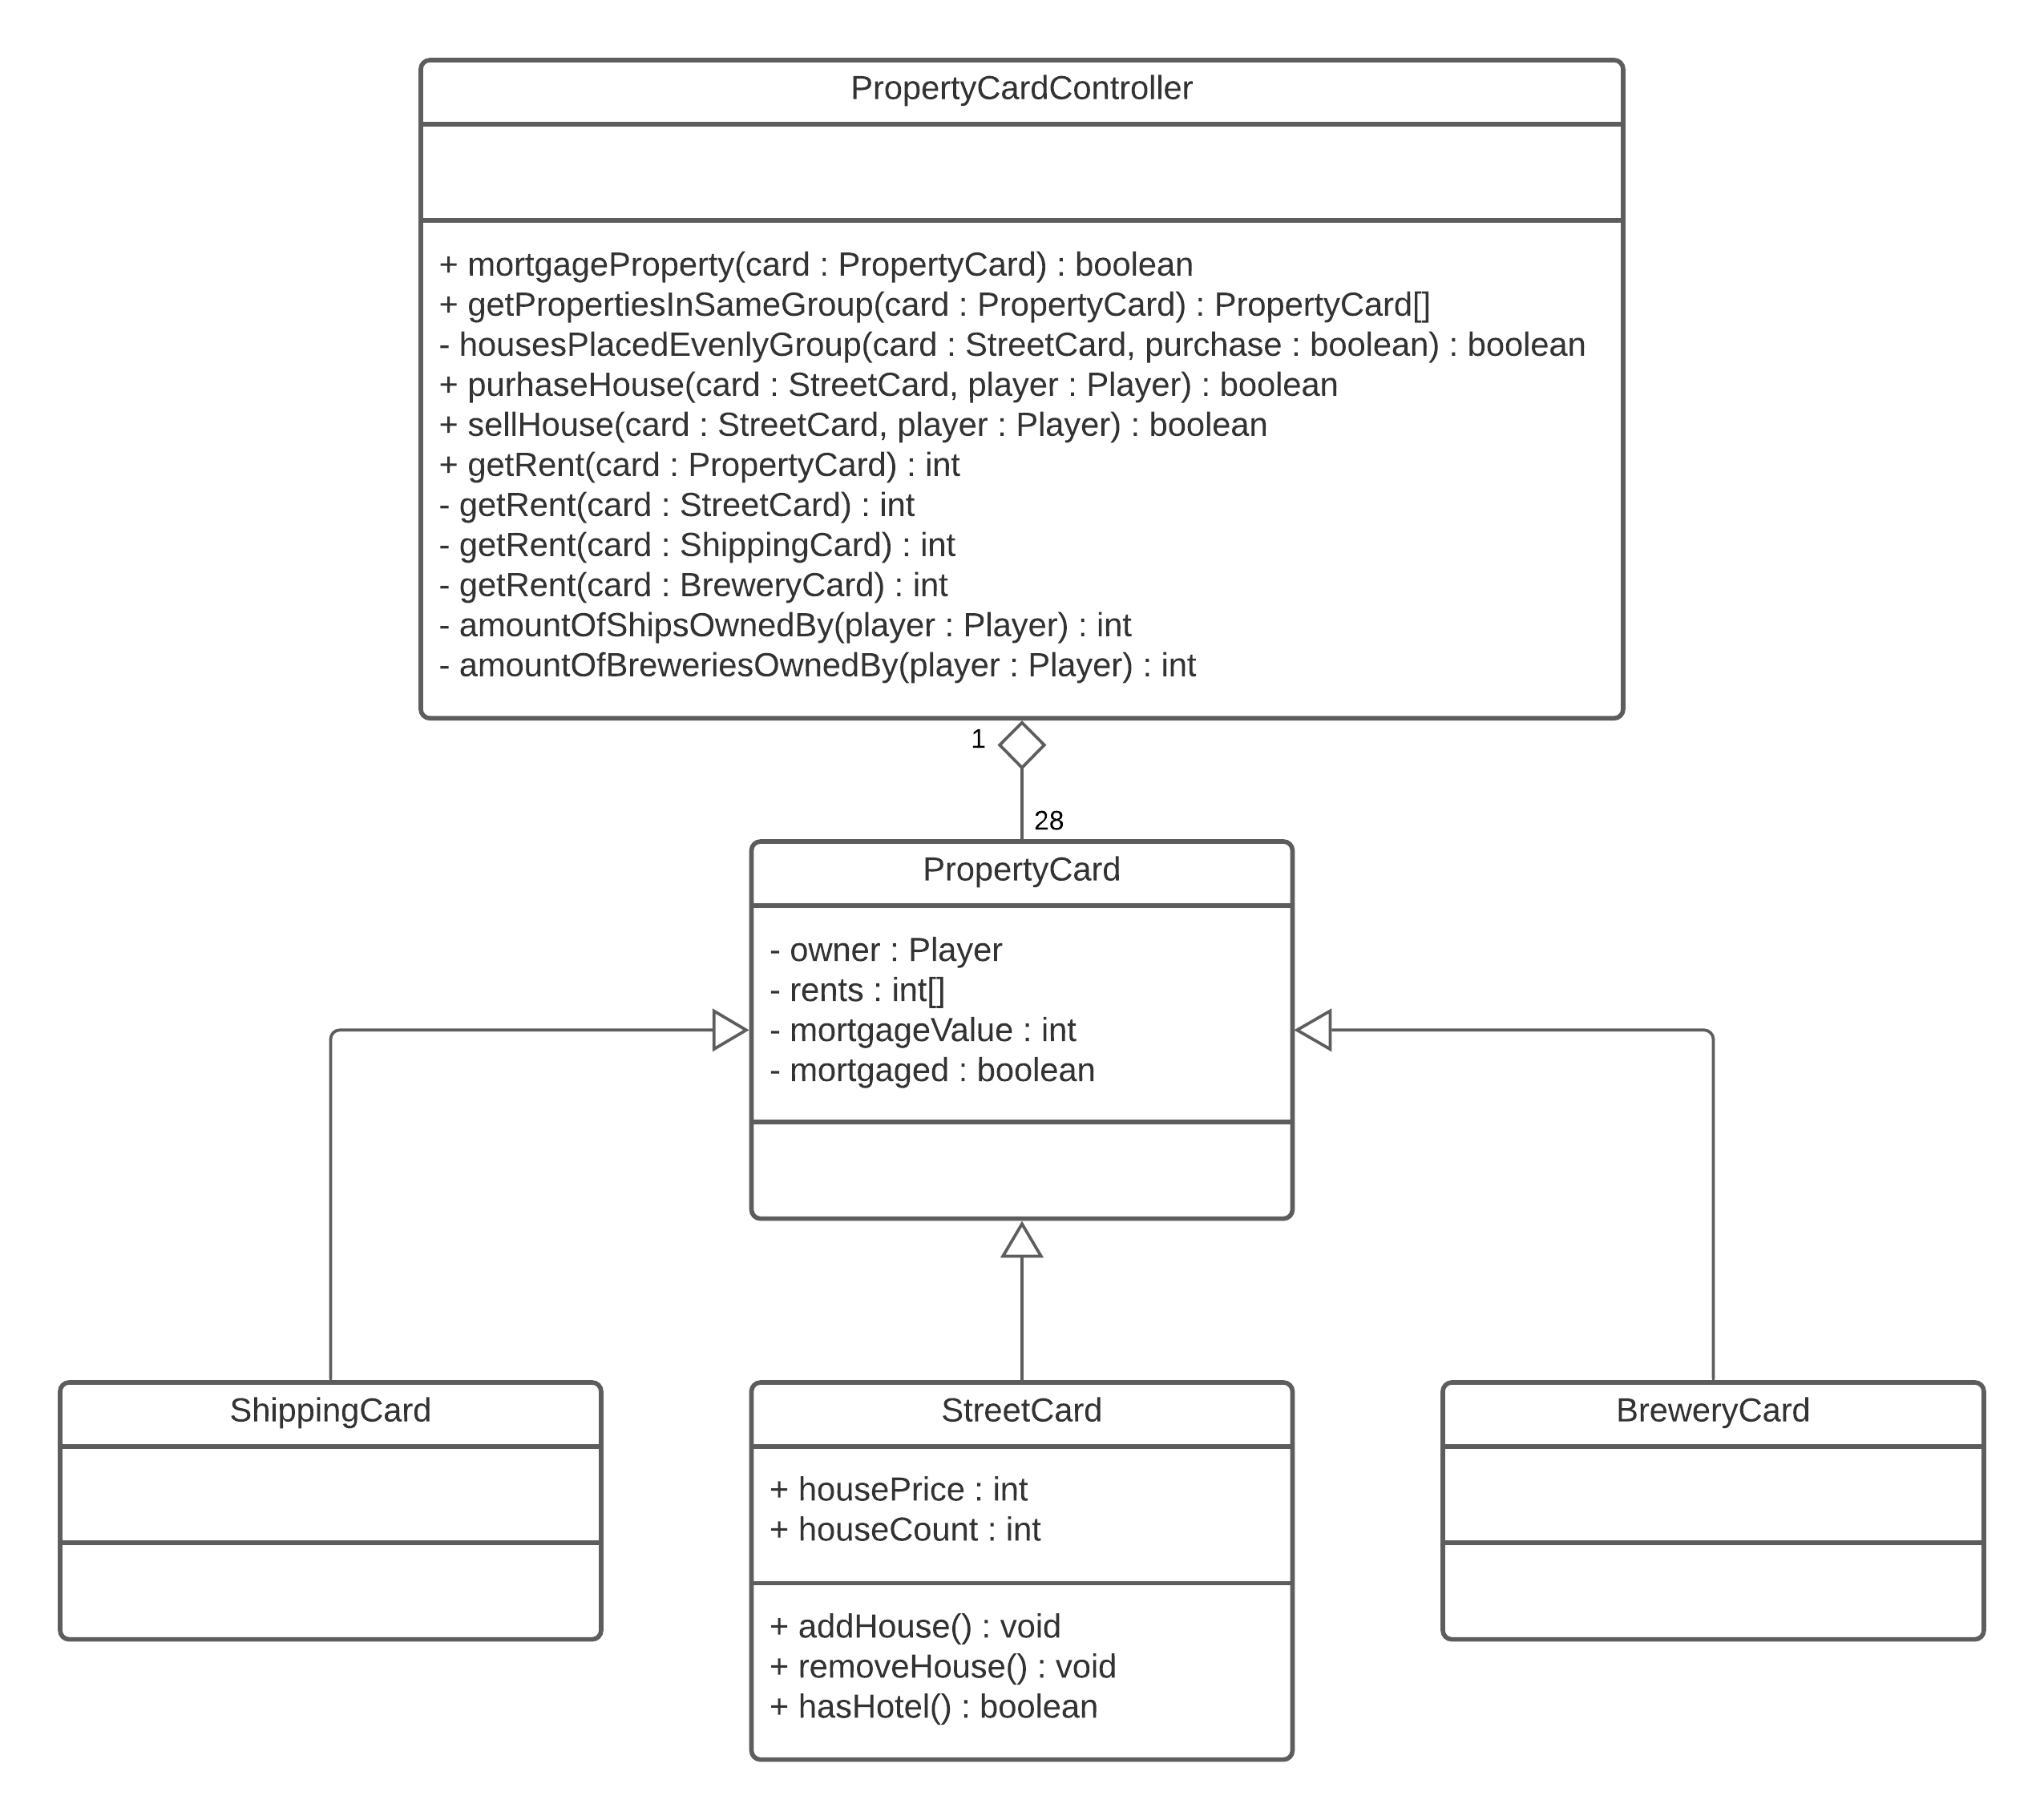 PropertyCardController
+ mortgageProperty(card : PropertyCard) : boolean
+ getPropertiesInSameGroup(card : PropertyCard) : PropertyCard[]
- housesPlacedEvenlyGroup(card : StreetCard, purchase : boolean) : boolean
+ purhaseHouse(card : StreetCard, player : Player) : boolean
+ sellHouse(card : StreetCard, player : Player) : boolean
+ getRent(card : PropertyCard) : int
- getRent(card : StreetCard) : int
- getRent(card : ShippingCard) : int
- getRent(card : BreweryCard) : int
- amountOfShipsOwnedBy(player : Player) : int
- amountOfBreweriesOwnedBy(player : Player) : int
1
28
PropertyCard
- owner : Player
- rents : int[]
- mortgageValue : int
- mortgaged : boolean
ShippingCard
StreetCard
+ housePrice : int
+ houseCount : int
+ addHouse() : void
+ removeHouse() : void
+ hasHotel() : boolean
BreweryCard